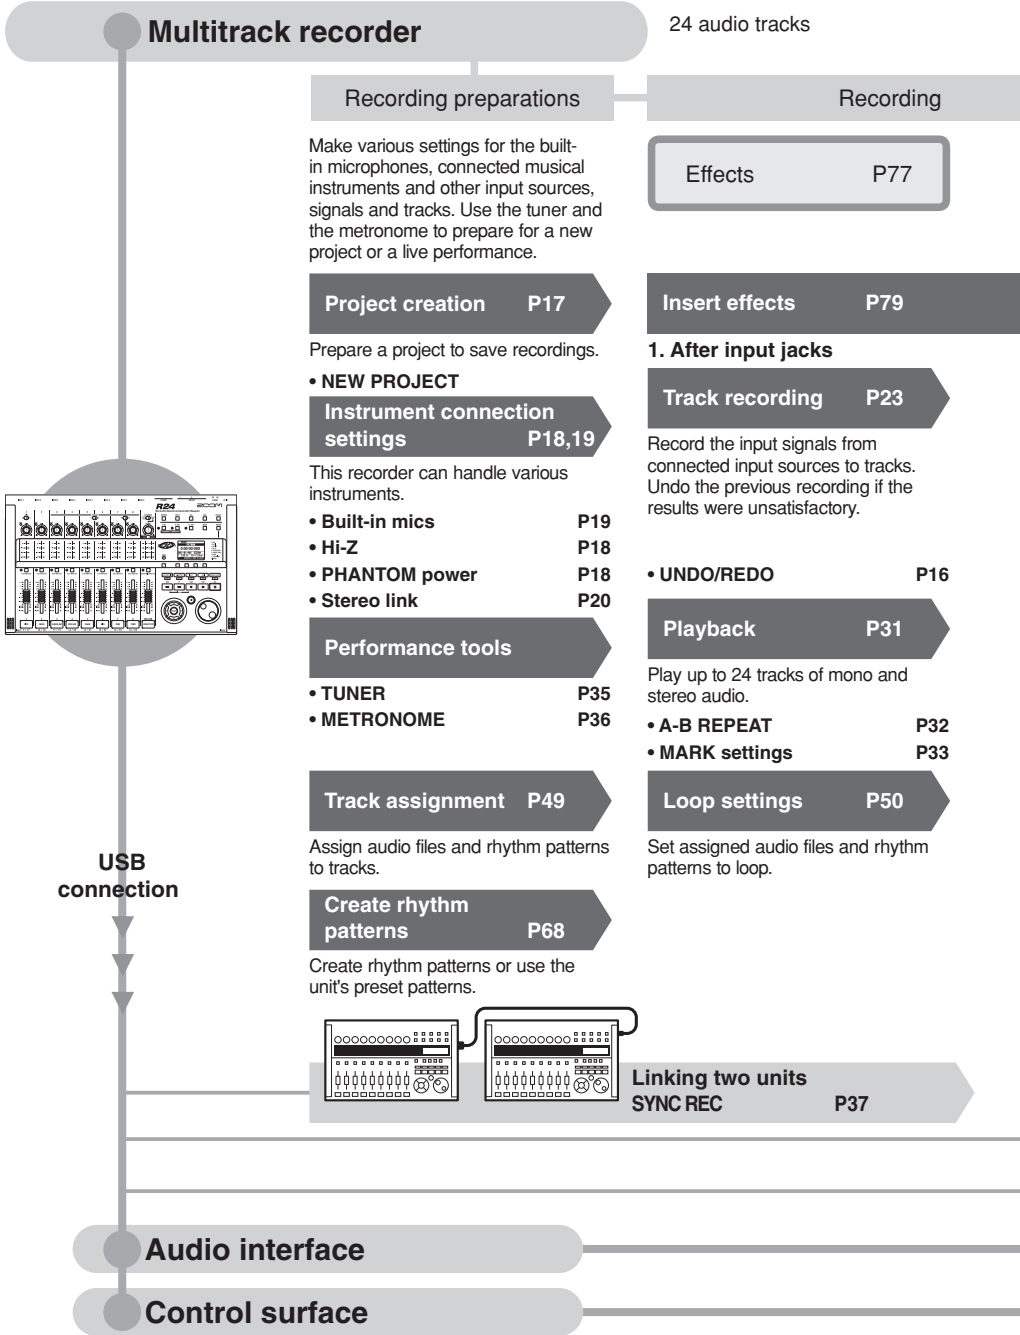 Multitrack recorder
24 audio tracks
Recording preparations
Recording
Make various settings for the built-
in microphones, connected musical
instruments and other input sources,
signals and tracks. Use the tuner and
the metronome to prepare for a new
project or a live performance.
Effects P77
Project creation P17
Prepare a project to save recordings.
• NEW PROJECT
Instrument connection
settings P18,19
This recorder can handle various
instruments.
• Built-in mics P19
• Hi-Z P18
• PHANTOM power P18
• Stereo link P20
Performance tools
• TUNER P35
• METRONOME P36
Track assignment P49
Assign audio files and rhythm patterns
to tracks.
Create rhythm
patterns P68
Create rhythm patterns or use the
unit's preset patterns.
Insert effects P79
1. After input jacks
Track recording P23
Record the input signals from
connected input sources to tracks.
Undo the previous recording if the
results were unsatisfactory.
• UNDO/REDO P16
Playback P31
Play up to 24 tracks of mono and
stereo audio.
• A-B REPEAT P32
• MARK settings P33
Loop settings P50
Set assigned audio files and rhythm
patterns to loop.
R24
ZOOM
USB
connection
Linking two units
SYNC REC P37
Audio interface
Control surface